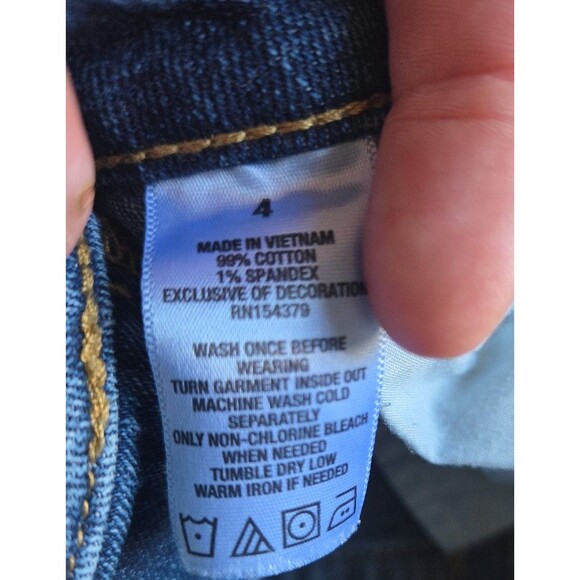 4
MADE IN VIETNAM
99% COTTON
1% SPANDEX
EXCLUSIVE OF DECORATION
RN154379
WASH ONCE BEFORE
WEARING
TURN GARMENT INSIDE OUT
MACHINE WASH COLD
SEPARATELY
ONLY NON-CHLORINE BLEACH
WHEN NEEDED
TUMBLE DRY LOW
WARM IRON IF NEEDED